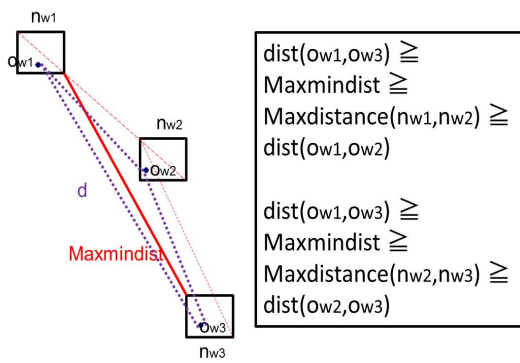 nw1
ow1
nw2
ow2
d
Maxmindist
ow3
nw3
dist(ow1,ow3) ≧
Maxmindist ≧
Maxdistance(nw1,nw2) ≧
dist(ow1,ow2)
dist(ow1,ow3) ≧
Maxmindist ≧
Maxdistance(nw2,nw3) ≧
dist(ow2,ow3)